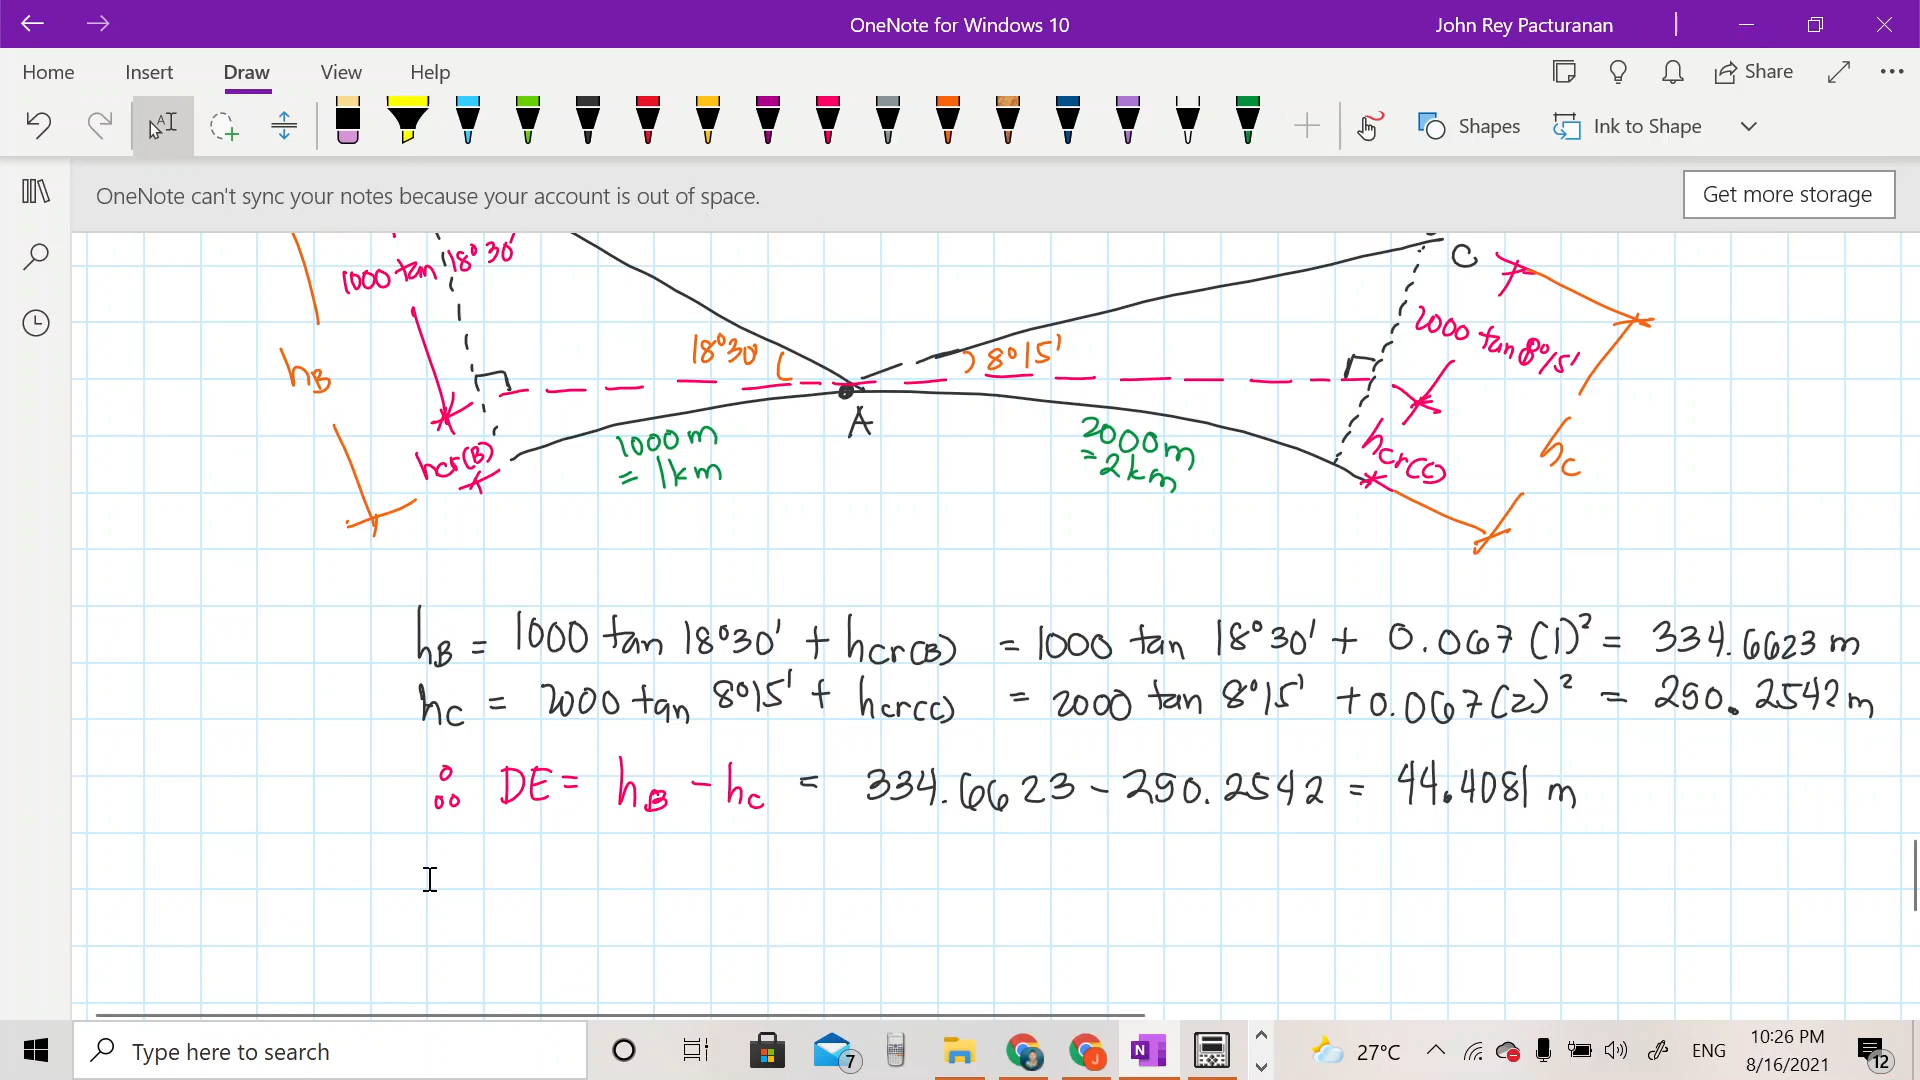 OneNote for Windows 10
John Rey Pacturanan
Home Insert Draw View Help
Share
Shapes
Ink to Shape
OneNote can't sync your notes because your account is out of space.
Get more storage
1000 tan 18°30'
C
2000 tan 8°15'
18°30'
8°15'
hB
A
hcr(B)
1000m
= 1km
2000m
= 2km
hcr(C)
hC
hB = 1000 tan 18°30' + hcr(B) = 1000 tan 18°30' + 0.067 (1)² = 334.6623 m
hC = 2000 tan 8°15' + hcr(C) = 2000 tan 8°15' + 0.067(2)² = 290.2542 m
∴ DE = hB - hC = 334.6623 - 290.2542 = 44.4081 m
Type here to search
7
N
27°C
ENG
10:26 PM
8/16/2021
12